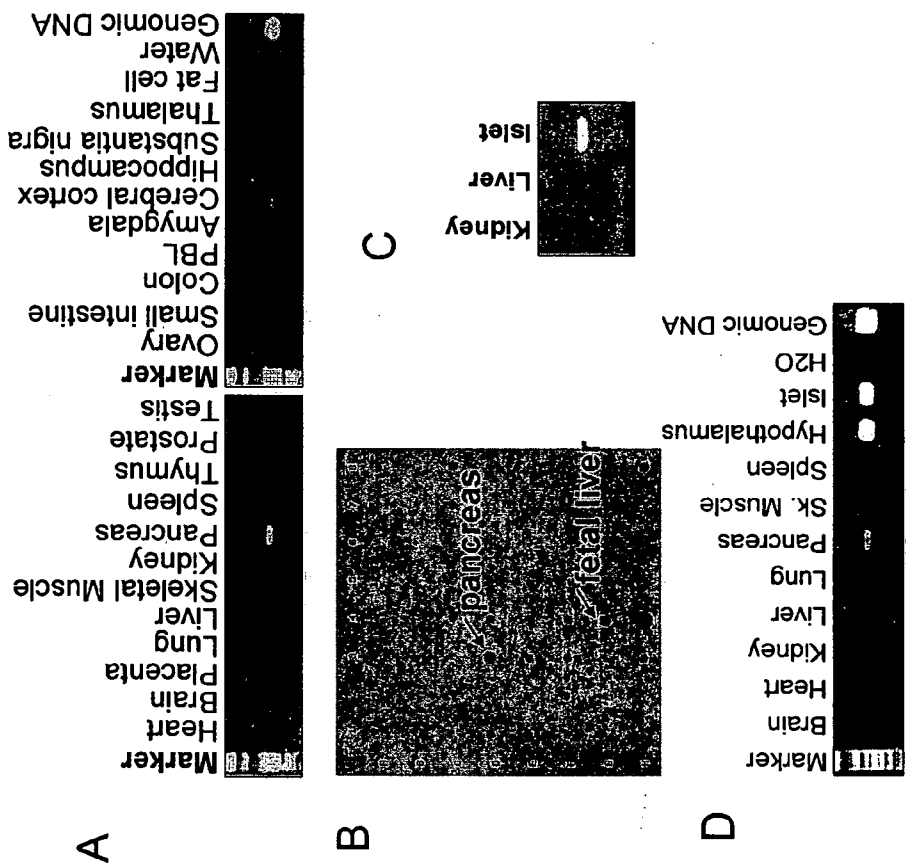 A
Marker
Heart
Brain
Placenta
Lung
Liver
Skeletal Muscle
Kidney
Pancreas
Spleen
Thymus
Prostate
Testis
Marker
Ovary
Small intestine
Colon
PBL
Amygdala
Cerebral cortex
Hippocampus
Substantia nigra
Thalamus
Fat cell
Water
Genomic DNA
B
pancreas
fetal liver
C
Kidney
Liver
Islet
D
Marker
Brain
Heart
Kidney
Liver
Lung
Pancreas
Sk. Muscle
Spleen
Hypothalamus
Islet
H2O
Genomic DNA